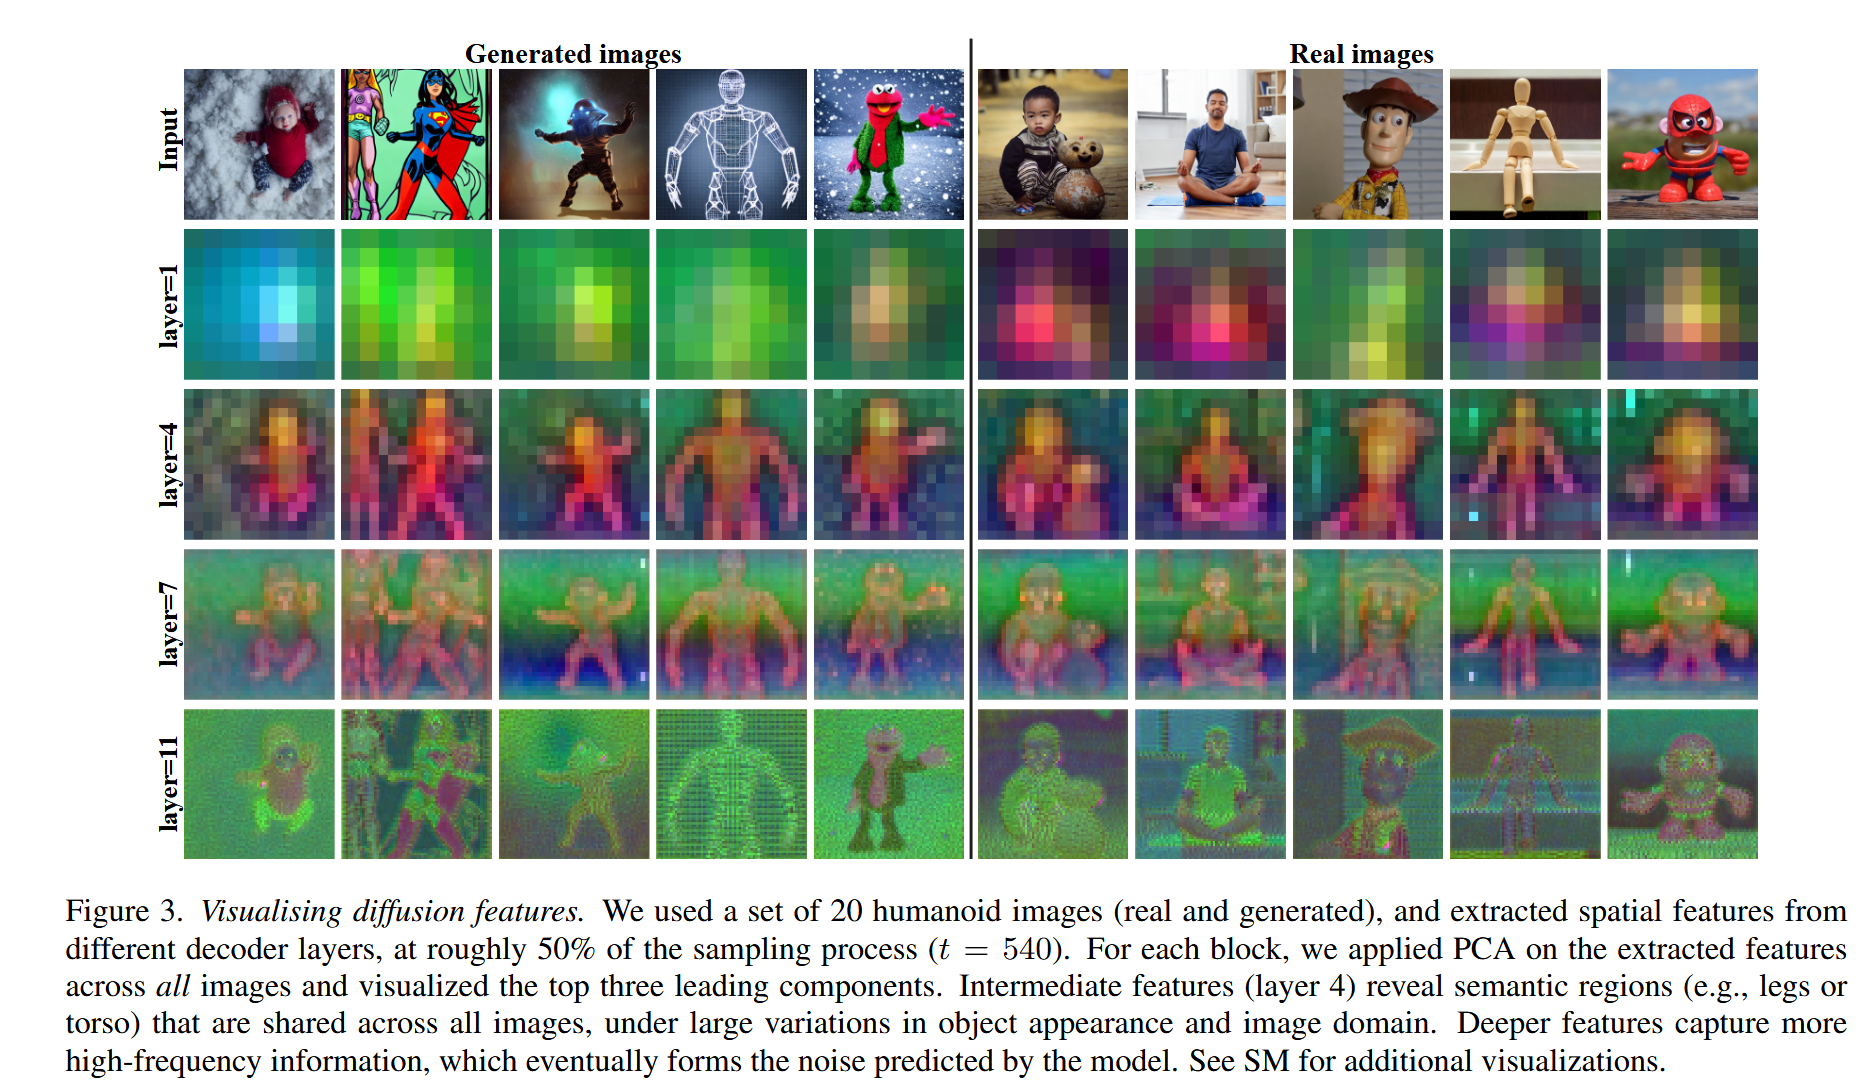 Generated images
Real images
Input
layer=1
layer=4
layer=7
layer=11
Figure 3. Visualising diffusion features. We used a set of 20 humanoid images (real and generated), and extracted spatial features from
different decoder layers, at roughly 50% of the sampling process (t = 540). For each block, we applied PCA on the extracted features
across all images and visualized the top three leading components. Intermediate features (layer 4) reveal semantic regions (e.g., legs or
torso) that are shared across all images, under large variations in object appearance and image domain. Deeper features capture more
high-frequency information, which eventually forms the noise predicted by the model. See SM for additional visualizations.